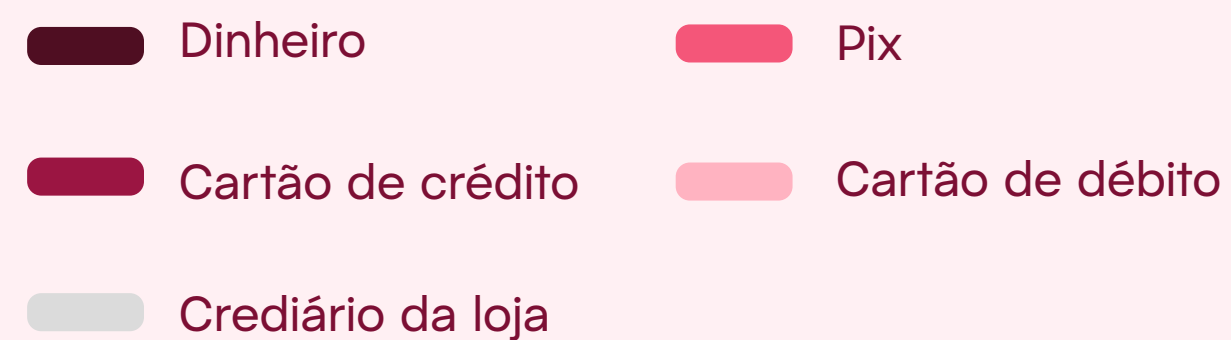 Dinheiro
Pix
Cartão de crédito
Cartão de débito
Crediário da loja